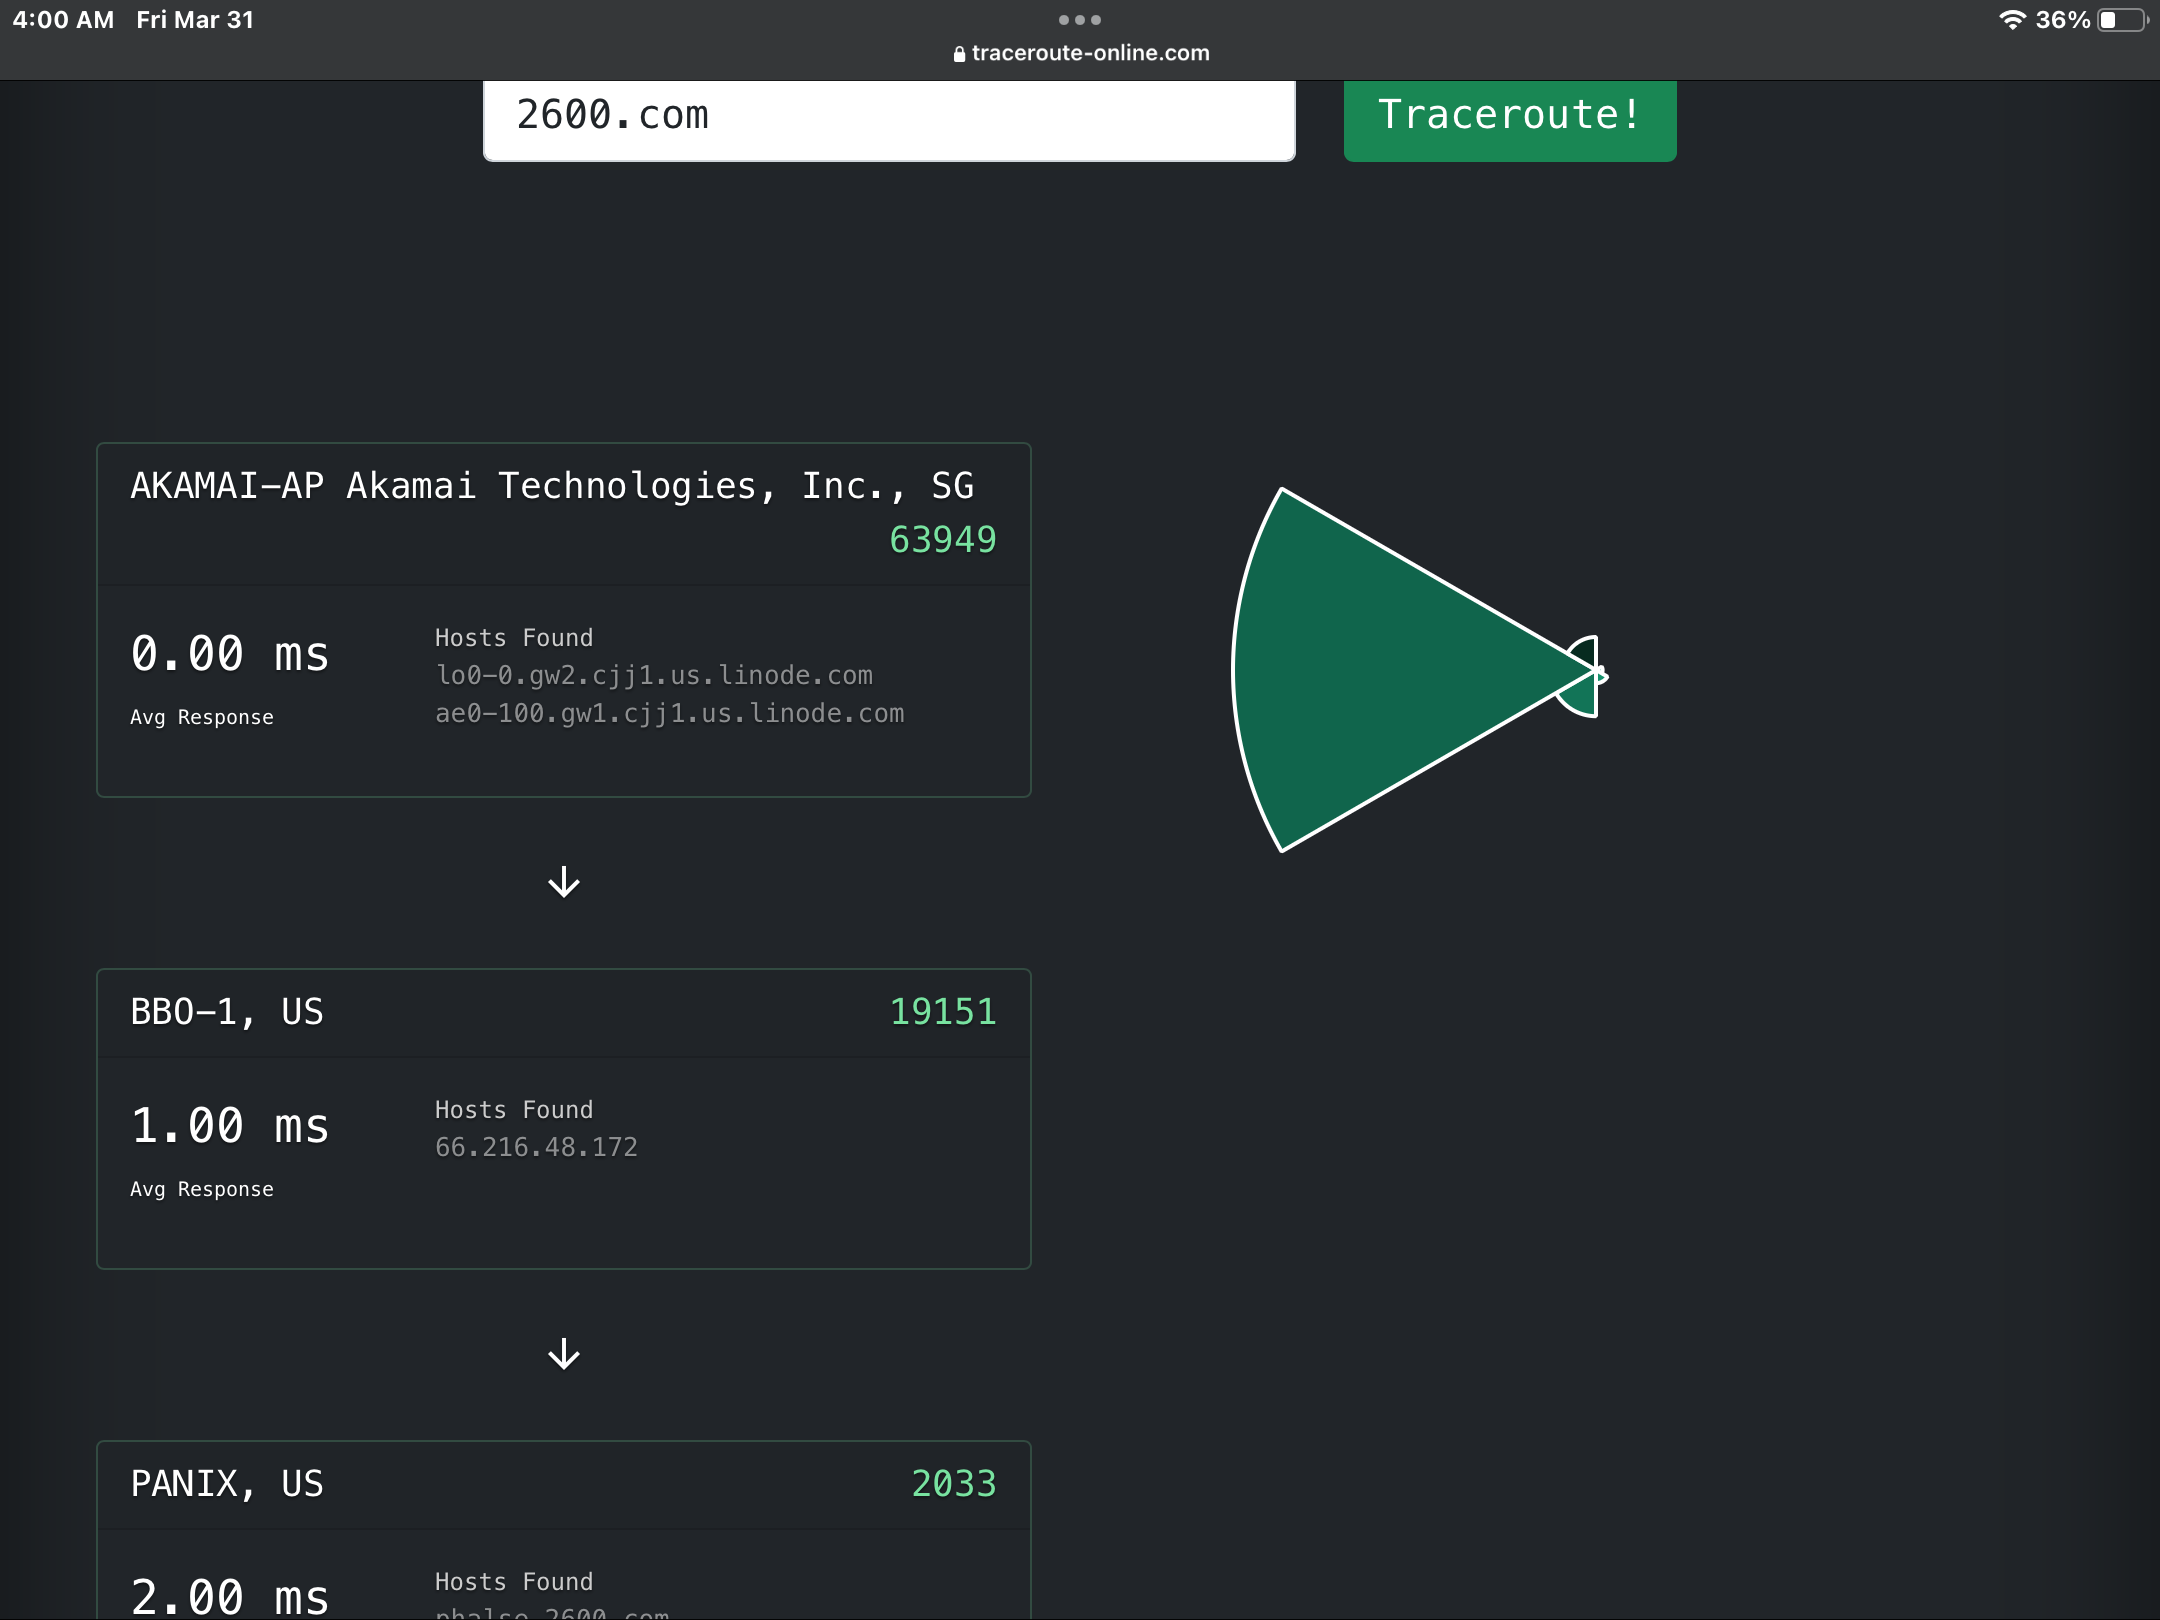 4:00 AM Fri Mar 31
36%
traceroute-online.com
2600.com
Traceroute!
AKAMAI-AP Akamai Technologies, Inc., SG
63949
0.00 ms
Avg Response
Hosts Found
lo0-0.gw2.cjj1.us.linode.com
ae0-100.gw1.cjj1.us.linode.com
BBO-1, US
19151
1.00 ms
Avg Response
Hosts Found
66.216.48.172
PANIX, US
2033
2.00 ms
Hosts Found
phalse.2600.com